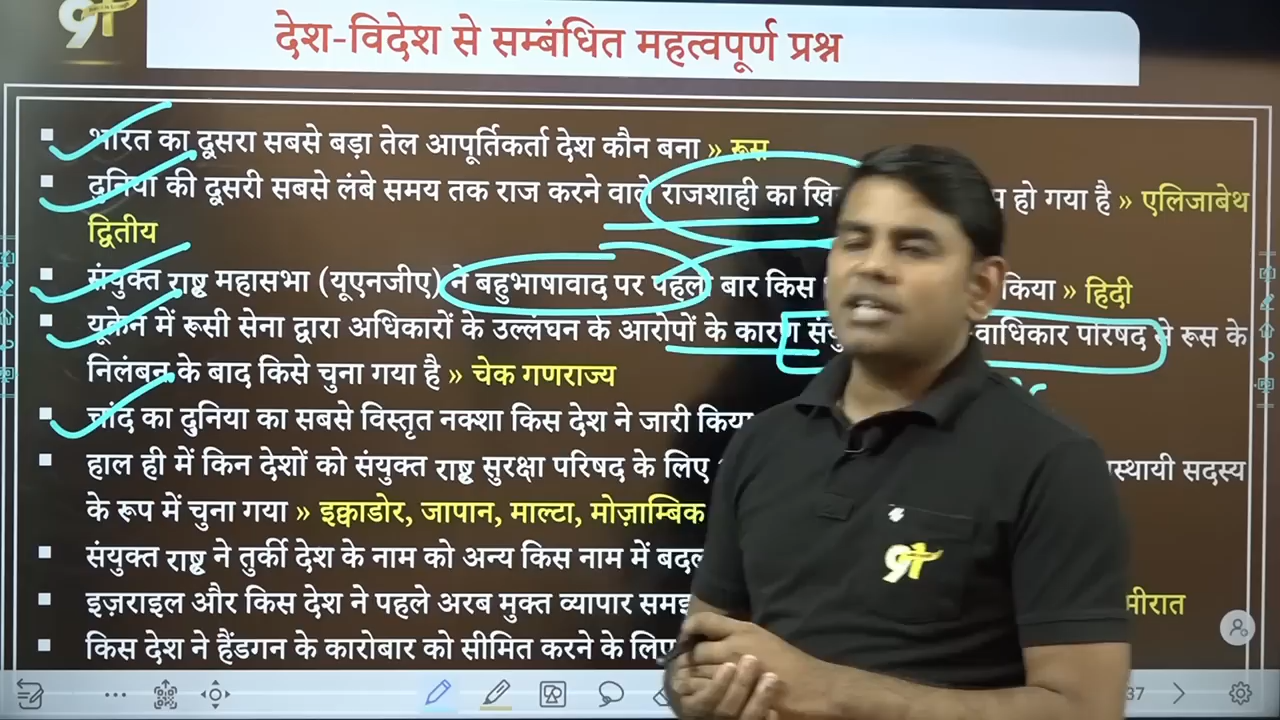 देश-विदेश से सम्बंधित महत्वपूर्ण प्रश्न
भारत का दूसरा सबसे बड़ा तेल आपूर्तिकर्ता देश कौन बना » रूस
दुनिया की दूसरी सबसे लंबे समय तक राज करने वाले राजशाही का हो गया है » एलिजाबेथ
द्वितीय
संयुक्त राष्ट्र महासभा (यूएनजीए) ने बहुभाषावाद पर पहली बार किस किया » हिदी
यूक्रेन में रूसी सेना द्वारा अधिकारों के उल्लंघन के आरोपों के कारण परिषद से रूस के
निलंबन के बाद किसे चुना गया है » चेक गणराज्य
चांद का दुनिया का सबसे विस्तृत नक्शा किस देश ने जारी
हाल ही में किन देशों को संयुक्त राष्ट्र सुरक्षा परिषद के लिए सदस्य
के रूप में चुना गया » इक्वाडोर, जापान, माल्टा, मोज़ाम्बिक
संयुक्त राष्ट्र ने तुर्की देश के नाम को अन्य किस नाम में
इज़राइल और किस देश ने पहले अरब मुक्त व्यापार
किस देश ने हैंडगन के कारोबार को सीमित करने के
37